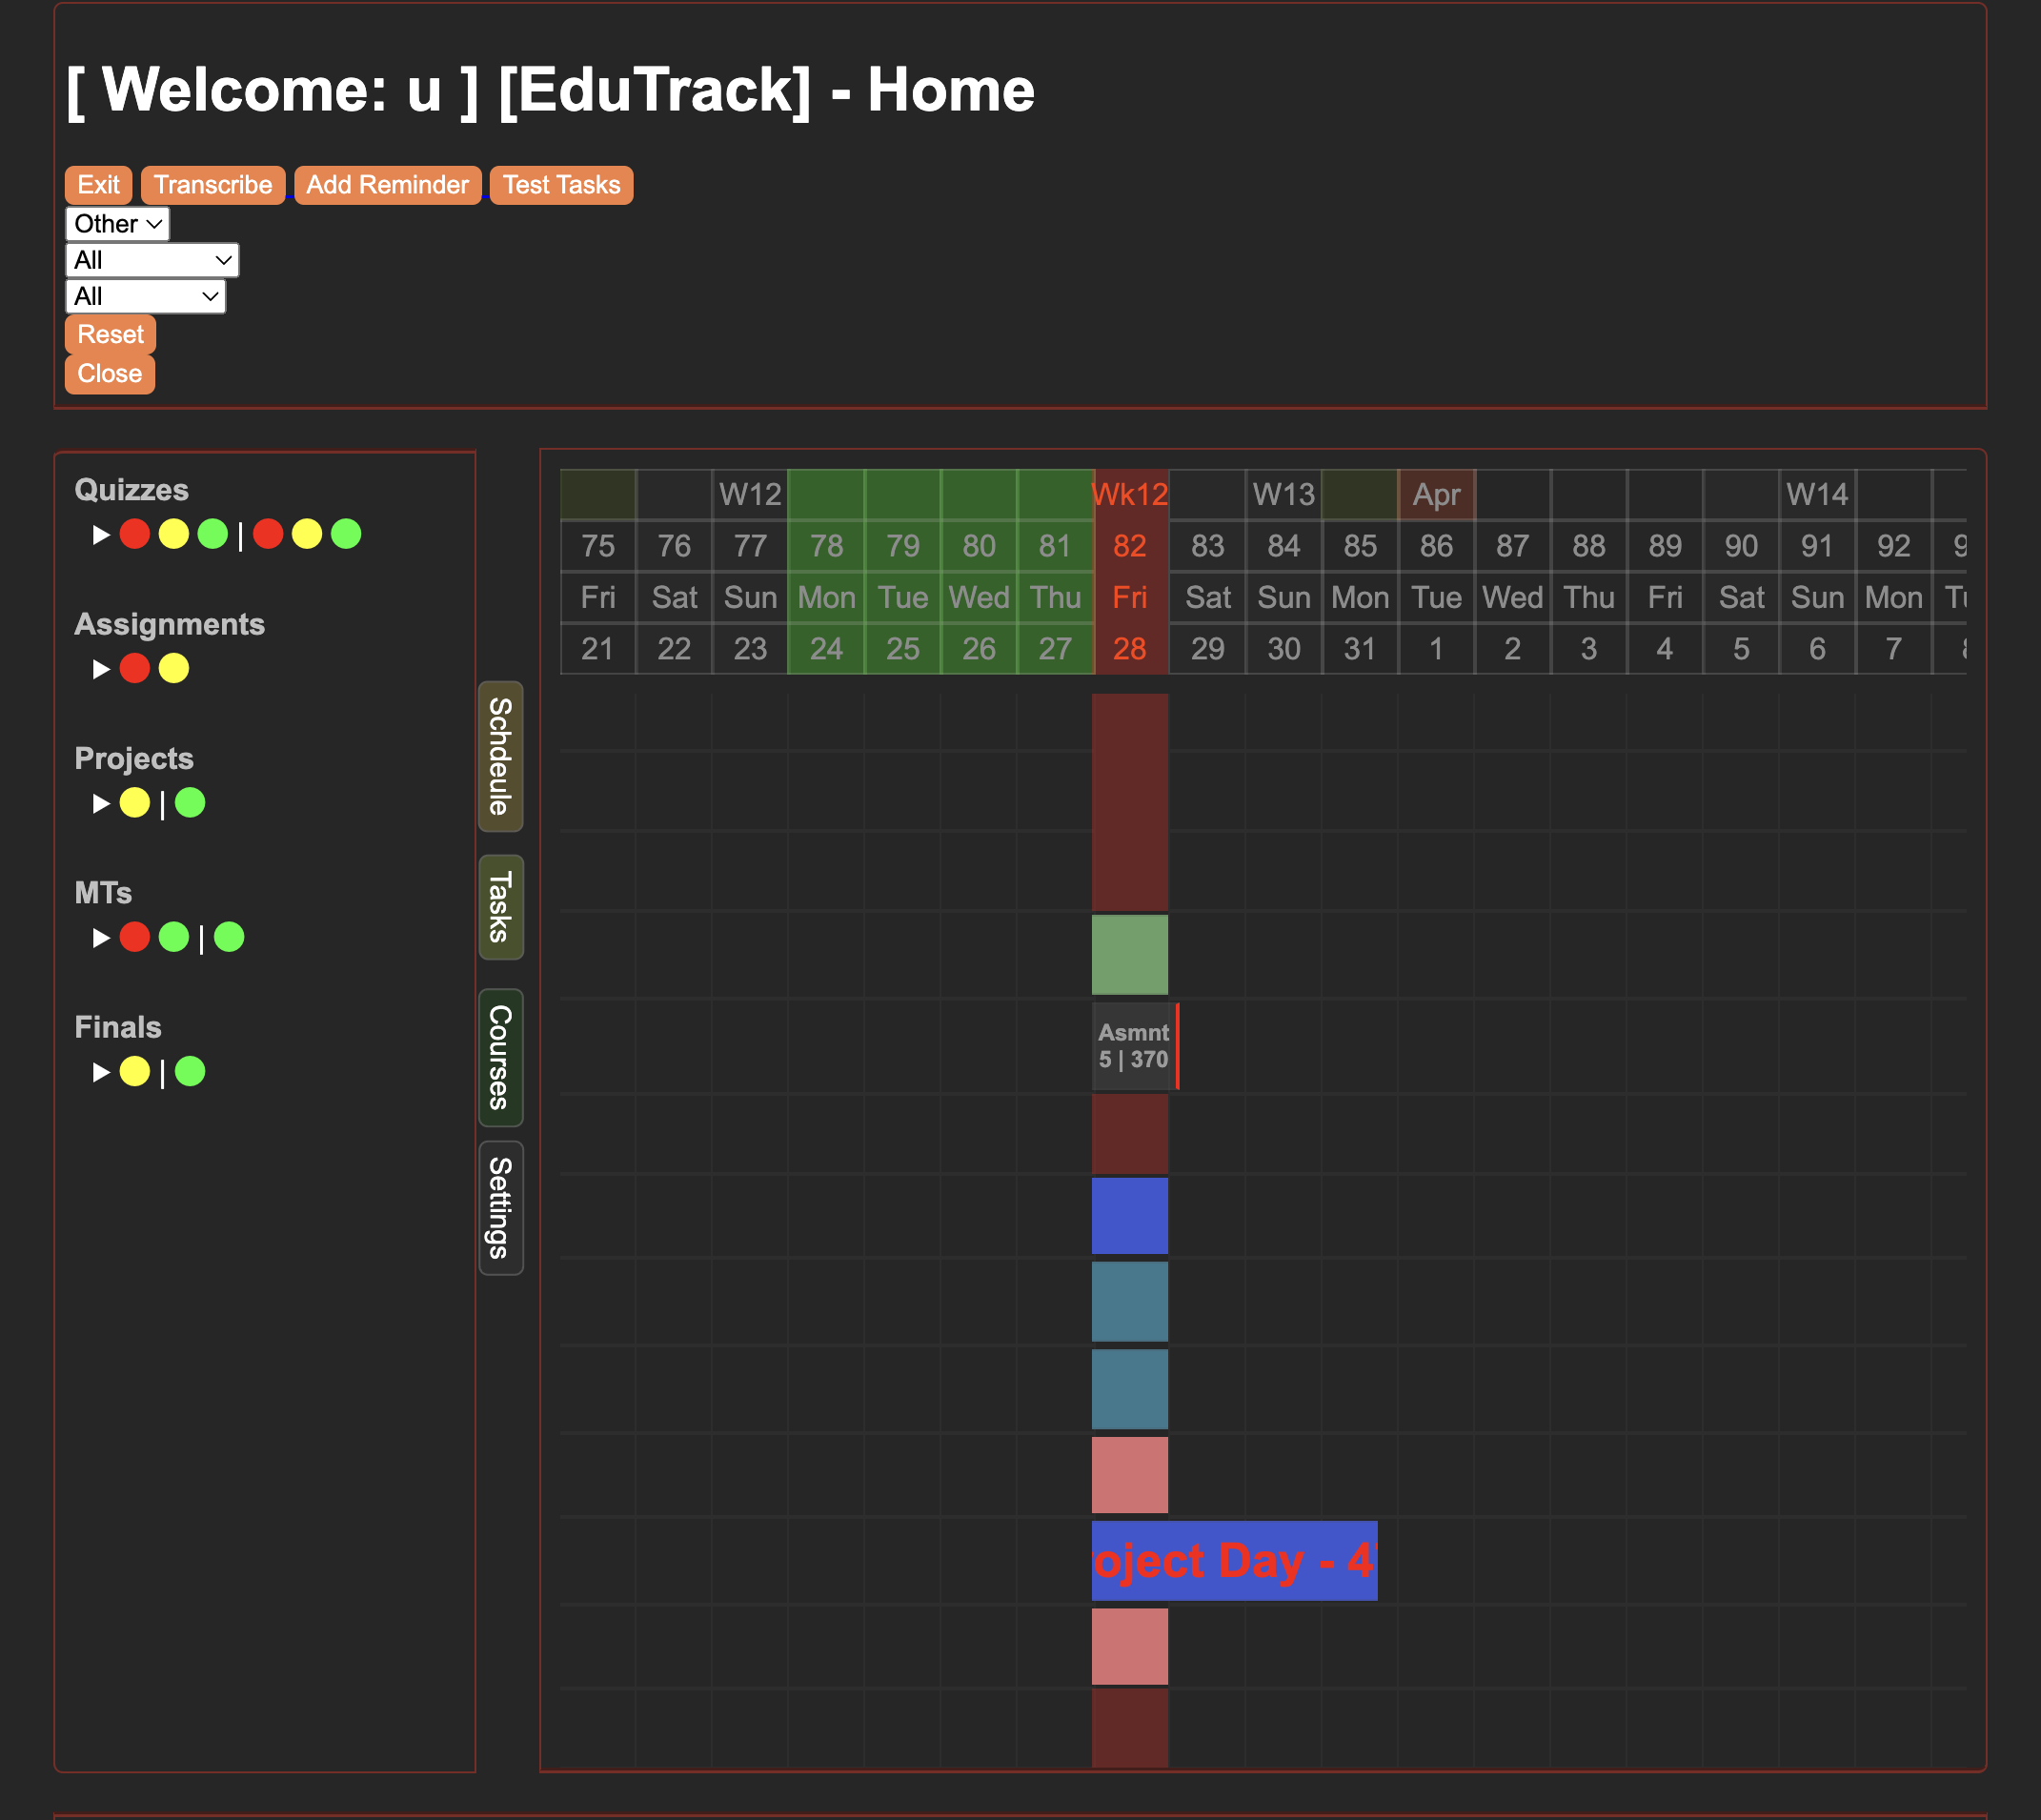 [ Welcome: u ] [EduTrack] - Home
Exit Transcribe Add Reminder Test Tasks
Other
All
All
Reset
Close
Quizzes
Assignments
Projects
MTs
Finals
Schdeule
Tasks
Courses
Settings
W12 Wk12 W13 Apr W14
75 76 77 78 79 80 81 82 83 84 85 86 87 88 89 90 91 92
Fri Sat Sun Mon Tue Wed Thu Fri Sat Sun Mon Tue Wed Thu Fri Sat Sun Mon
21 22 23 24 25 26 27 28 29 30 31 1 2 3 4 5 6 7
Asmnt
5 | 370
oject Day - 4